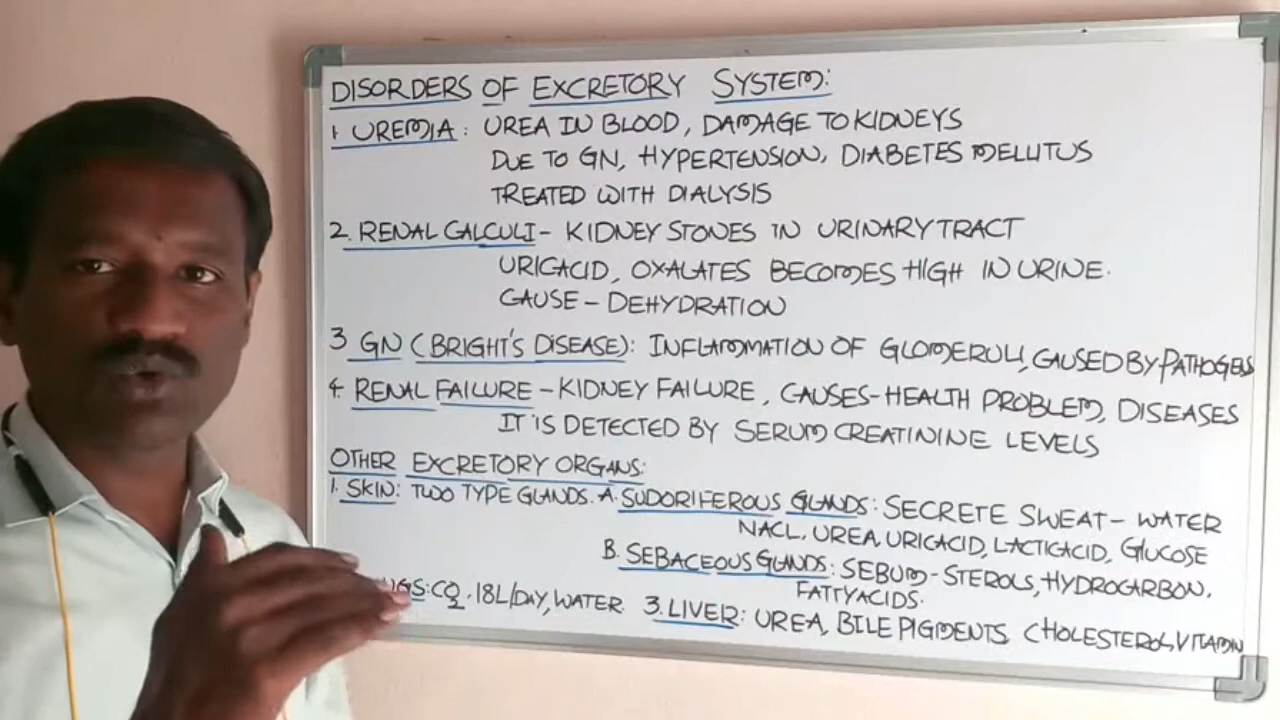 DISORDERS OF EXCRETORY SYSTEM:
1. UREMIA: UREA IN BLOOD, DAMAGE TO KIDNEYS
DUE TO GN, HYPERTENSION, DIABETES MELLITUS
TREATED WITH DIALYSIS
2. RENAL CALCULI- KIDNEY STONES IN URINARY TRACT
URICACID, OXALATES BECOMES HIGH IN URINE.
CAUSE - DEHYDRATION
3 GN (BRIGHT'S DISEASE): INFLAMMATION OF GLOMERULI, CAUSED BY PATHOGENS
4. RENAL FAILURE - KIDNEY FAILURE, CAUSES-HEALTH PROBLEM, DISEASES
IT IS DETECTED BY SERUM CREATININE LEVELS
OTHER EXCRETORY ORGANS:
1. SKIN: TWO TYPE GLANDS. A. SUDORIFEROUS GLANDS: SECRETE SWEAT - WATER
NACL, UREA, URICACID, LACTICACID, GLUCOSE
B. SEBACEOUS GLANDS: SEBUM-STEROLS, HYDROCARBON,
FATTYACIDS.
CO2. 18L/DAY, WATER. 3. LIVER: UREA, BILE PIGMENTS, CHOLESTEROL, VITAMIN